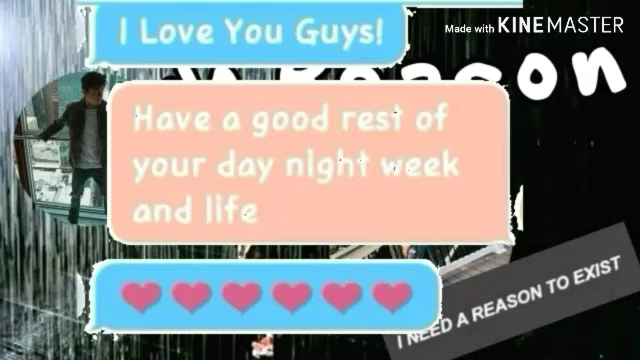 I Love You Guys!
Made with KINEMASTER
Reason
Have a good rest of
your day night week
and life
I NEED A REASON TO EXIST